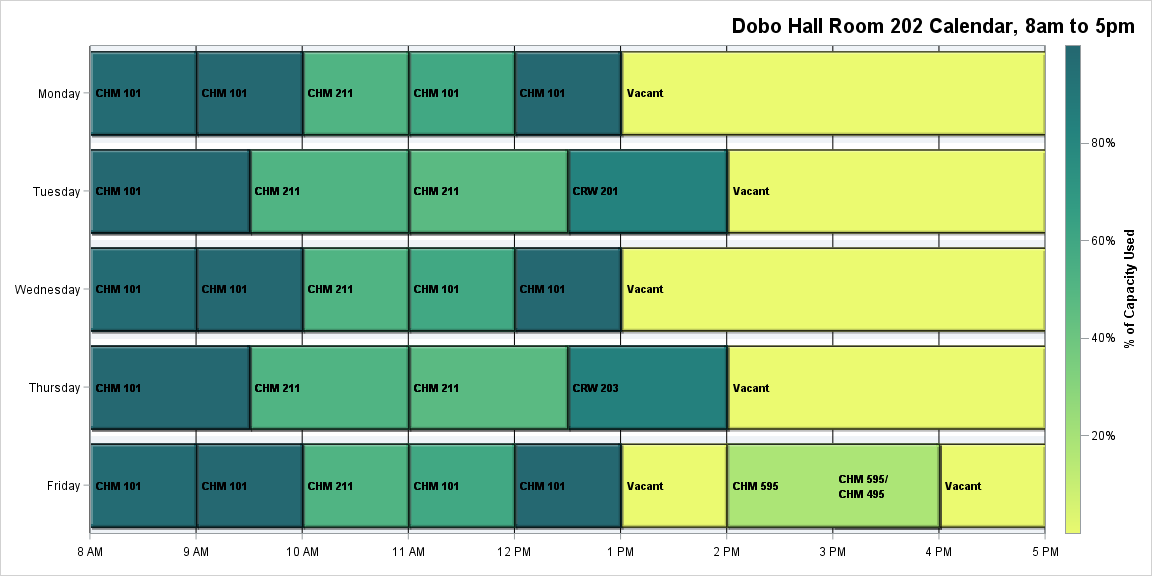 Dobo Hall Room 202 Calendar, 8am to 5pm
Monday
CHM 101
CHM 101
CHM 211
CHM 101
CHM 101
Vacant
Tuesday
CHM 101
CHM 211
CHM 211
CRW 201
Vacant
Wednesday
CHM 101
CHM 101
CHM 211
CHM 101
CHM 101
Vacant
Thursday
CHM 101
CHM 211
CHM 211
CRW 203
Vacant
Friday
CHM 101
CHM 101
CHM 211
CHM 101
CHM 101
Vacant
CHM 595
CHM 595/
CHM 495
Vacant
8 AM
9 AM
10 AM
11 AM
12 PM
1 PM
2 PM
3 PM
4 PM
5 PM
80%
60%
40%
20%
% of Capacity Used